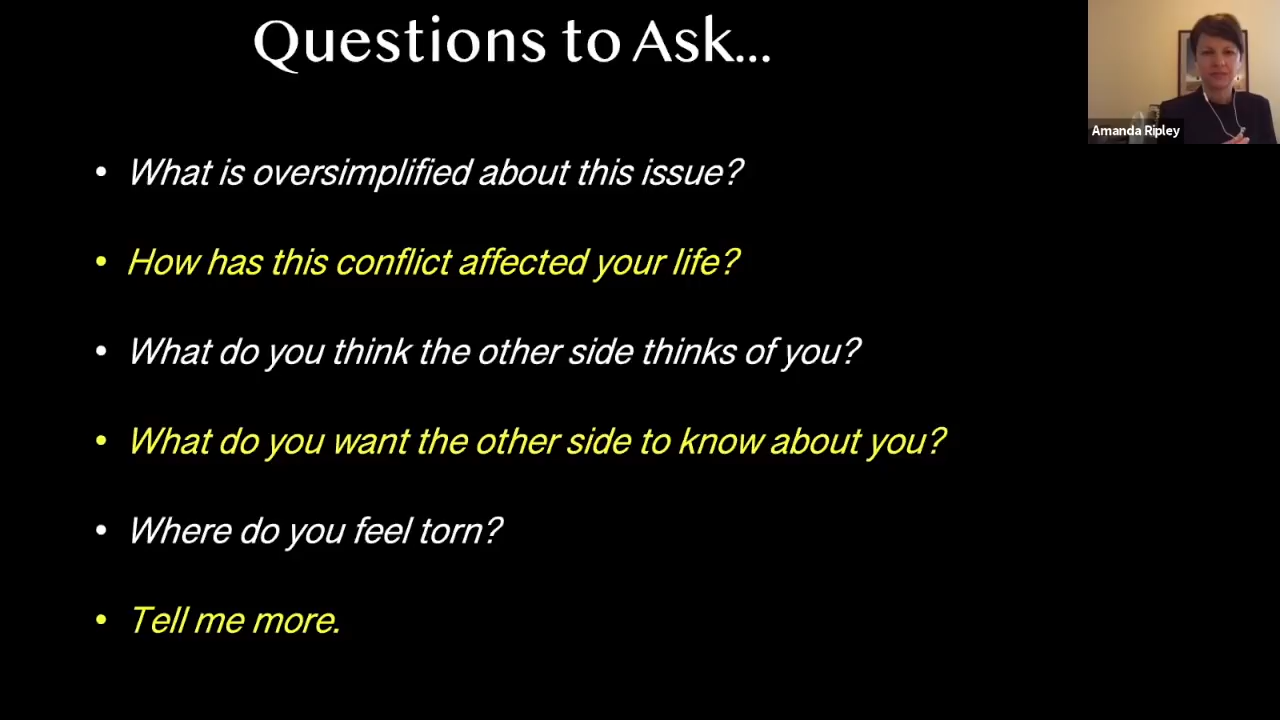 Questions to Ask...
Amanda Ripley
• What is oversimplified about this issue?
• How has this conflict affected your life?
• What do you think the other side thinks of you?
• What do you want the other side to know about you?
• Where do you feel torn?
• Tell me more.